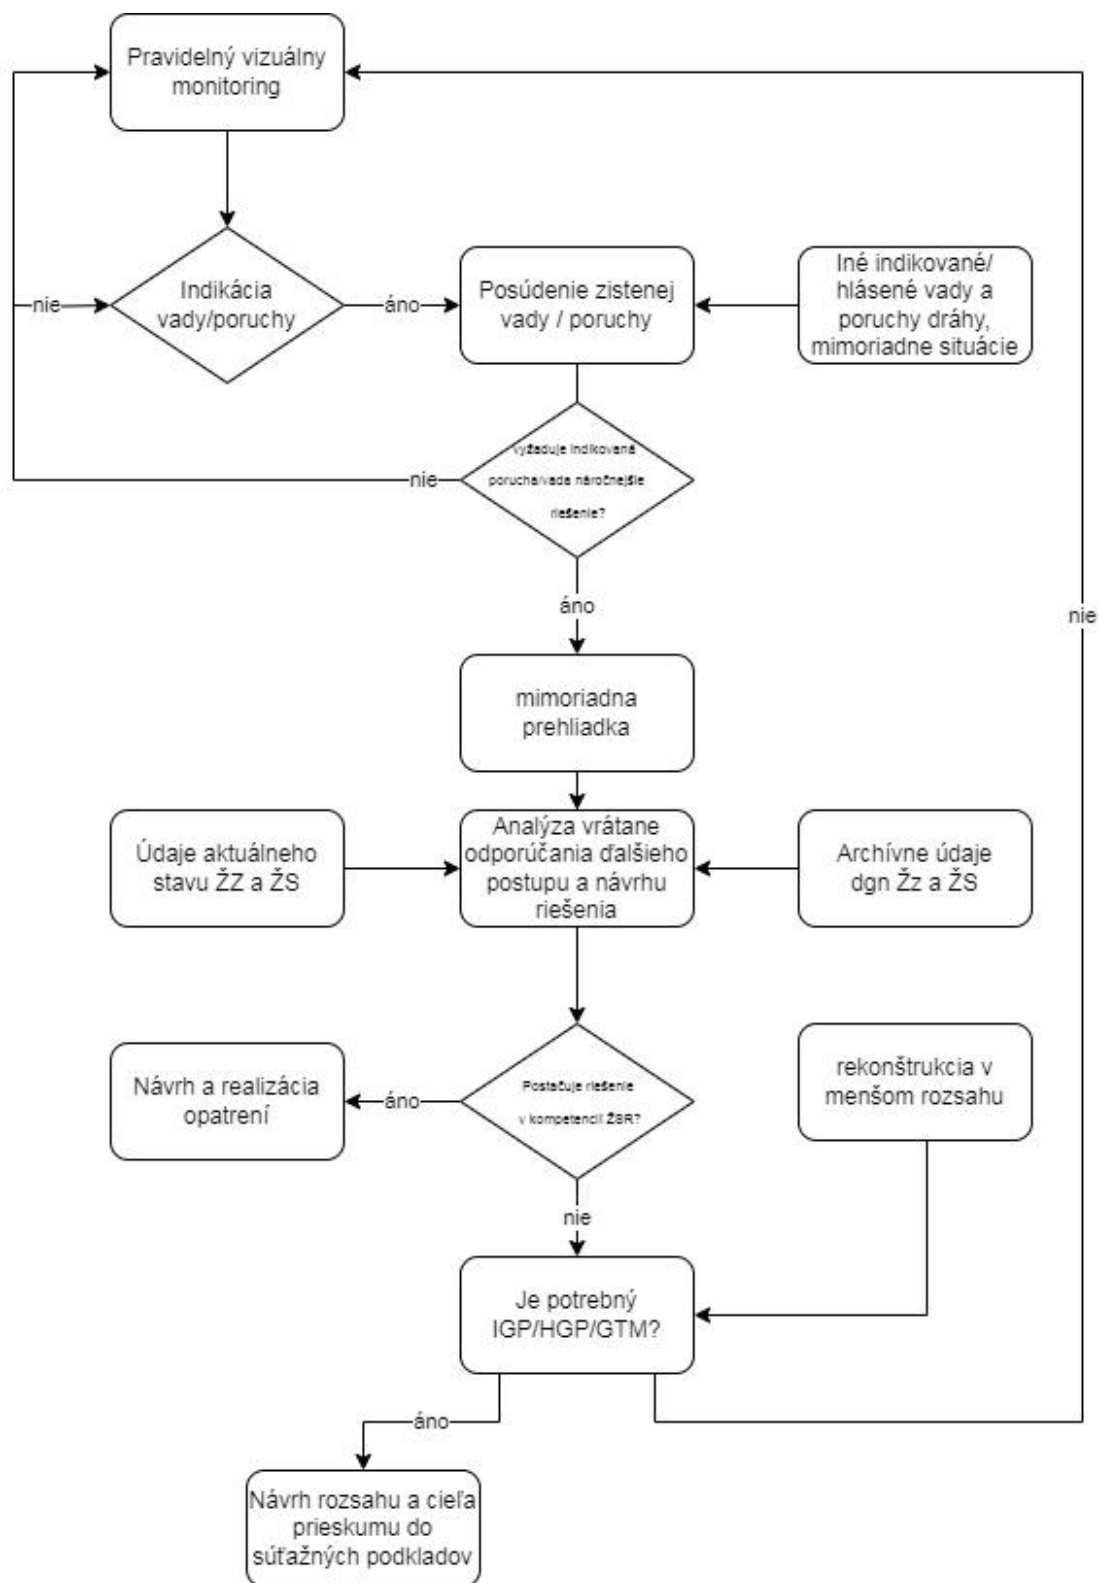 Pravidelný vizuálny
monitoring
nie
Indikácia
vady/poruchy
áno
Posúdenie zistenej
vady / poruchy
Iné indikované/
hlásené vady a
poruchy dráhy,
mimoriadne situácie
nie
vyžaduje indikovaná
porucha/vada náročnejšie
riešenie?
áno
nie
mimoriadna
prehliadka
Údaje aktuálneho
stavu ŽZ a ŽS
Analýza vrátane
odporúčania ďalšieho
postupu a návrhu
riešenia
Archívne údaje
dgn Žz a ŽS
Návrh a realizácia
opatrení
áno
Postačuje riešenie
v kompetencii ŽSR?
rekonštrukcia v
menšom rozsahu
nie
Je potrebný
IGP/HGP/GTM?
áno
Návrh rozsahu a cieľa
prieskumu do
súťažných podkladov